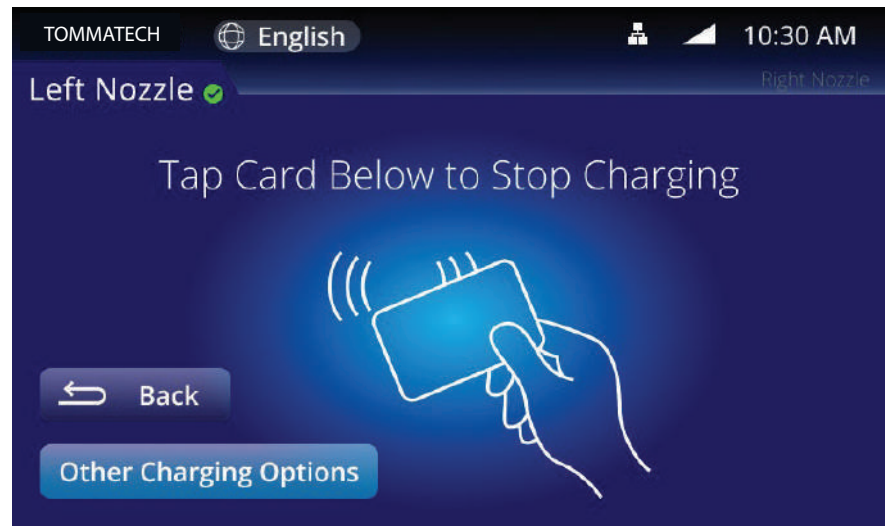 TOMMATECH English 10:30 AM
Left Nozzle Right Nozzle
Tap Card Below to Stop Charging
Back
Other Charging Options